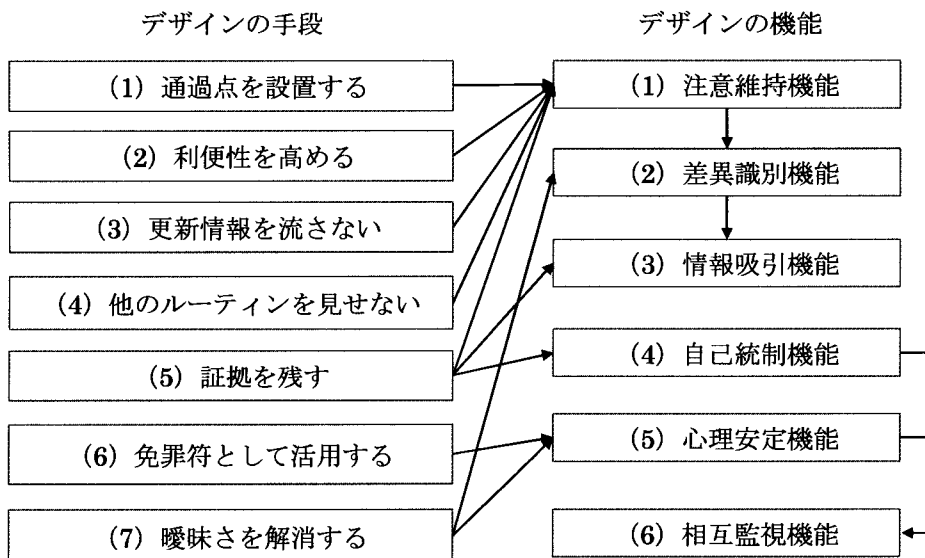 デザインの手段
デザインの機能
(1) 通過点を設置する
(2) 利便性を高める
(3) 更新情報を流さない
(4) 他のルーティンを見せない
(5) 証拠を残す
(6) 免罪符として活用する
(7) 曖昧さを解消する
(1) 注意維持機能
(2) 差異識別機能
(3) 情報吸引機能
(4) 自己統制機能
(5) 心理安定機能
(6) 相互監視機能